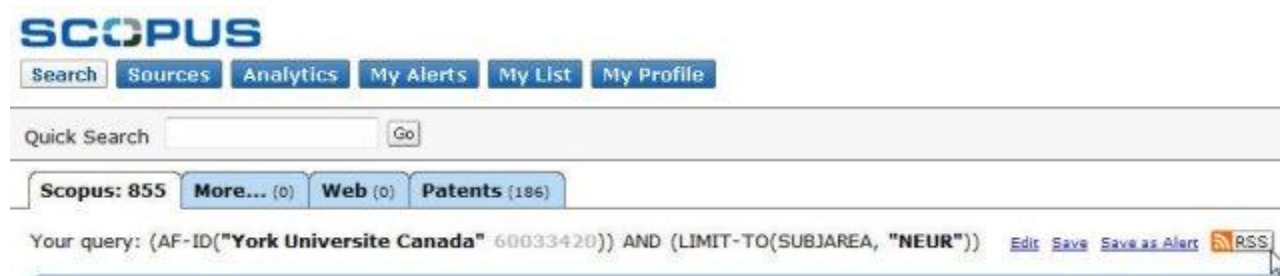 SCOPUS
Search Sources Analytics My Alerts My List My Profile
Quick Search Go
Scopus: 855 More... (0) Web (0) Patents (186)
Your query: (AF-ID("York Universite Canada" 60033420)) AND (LIMIT-TO(SUBJAREA, "NEUR")) Edit Save Save as Alert RSS